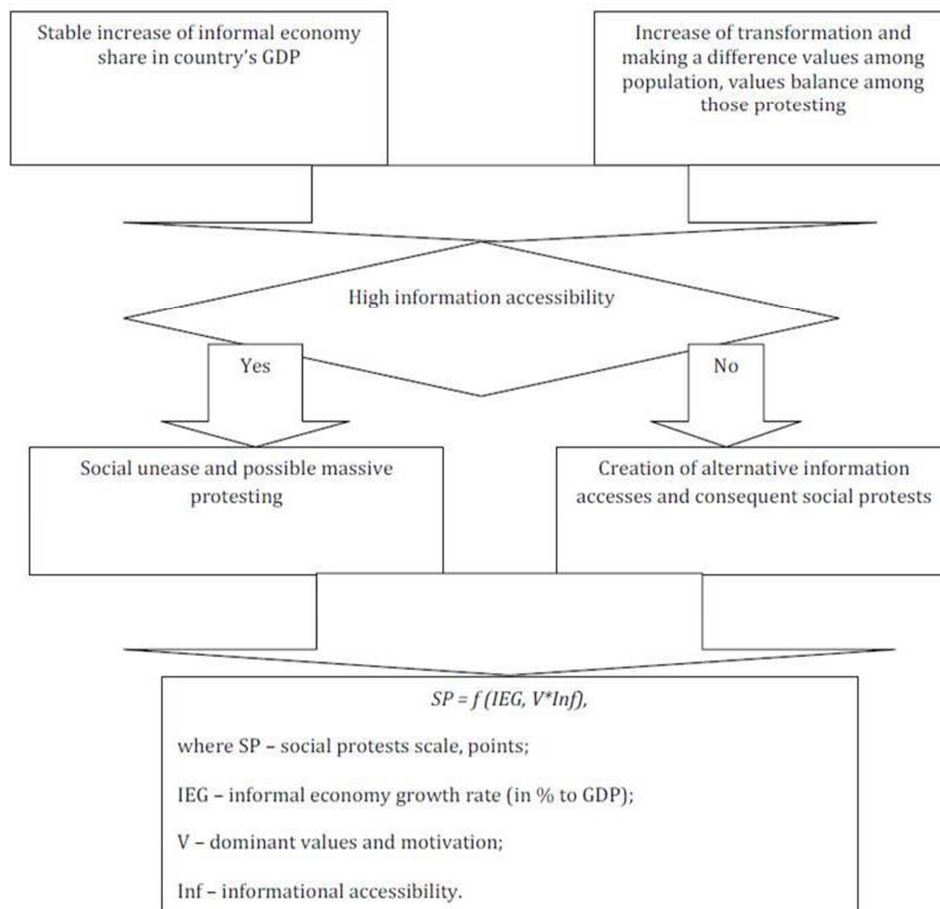 Stable increase of informal economy
share in country's GDP
Increase of transformation and
making a difference values among
population, values balance among
those protesting
High information accessibility
Yes
No
Social unease and possible massive
protesting
Creation of alternative information
accesses and consequent social protests
SP = f (IEG, V*Inf),
where SP – social protests scale, points;
IEG – informal economy growth rate (in % to GDP);
V – dominant values and motivation;
Inf – informational accessibility.